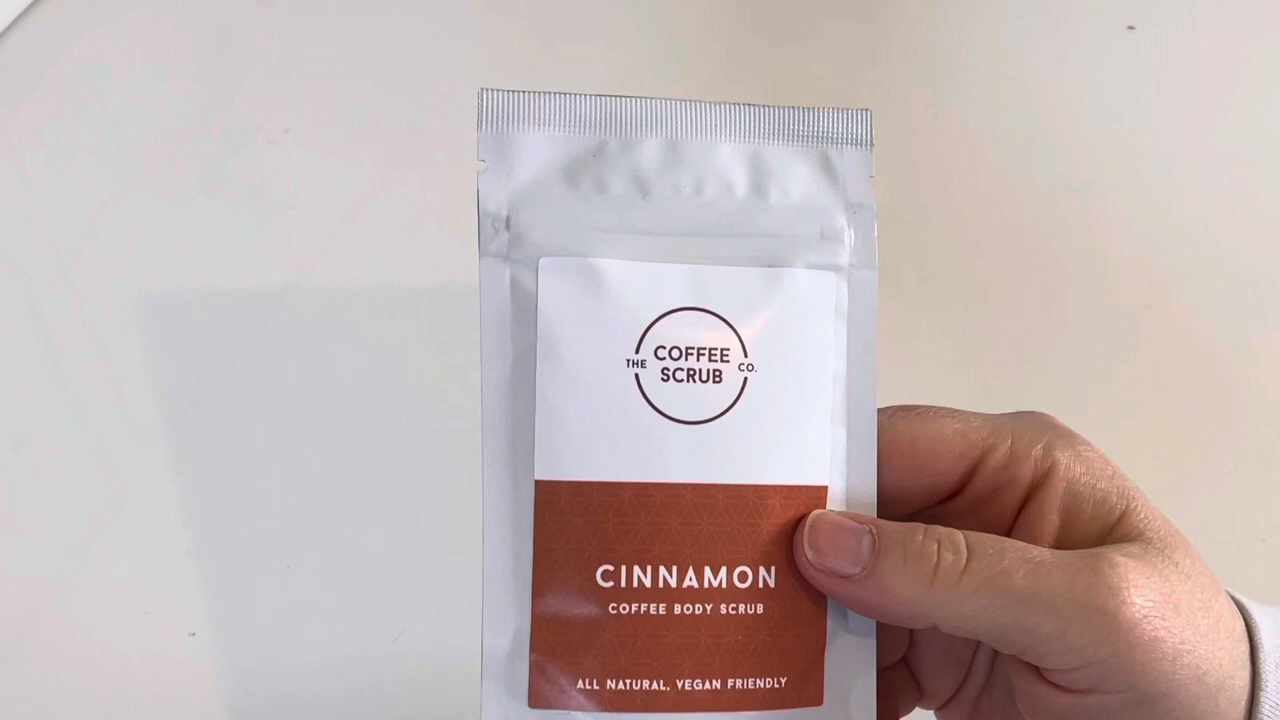 THE COFFEE SCRUB CO.
CINNAMON
COFFEE BODY SCRUB
ALL NATURAL, VEGAN FRIENDLY